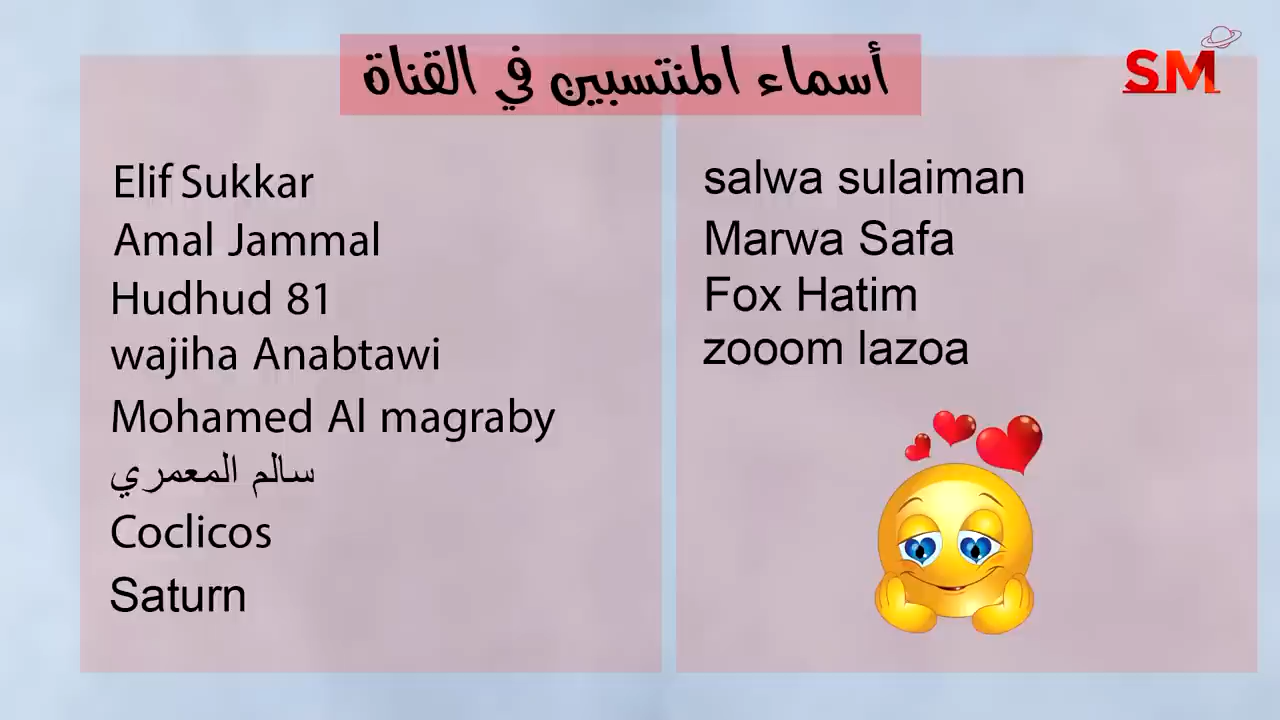 أسماء المنتسبين في القناة
SM
Elif Sukkar
Amal Jammal
Hudhud 81
wajiha Anabtawi
Mohamed Al magraby
سالم المعمري
Coclicos
Saturn
salwa sulaiman
Marwa Safa
Fox Hatim
zooom lazoa